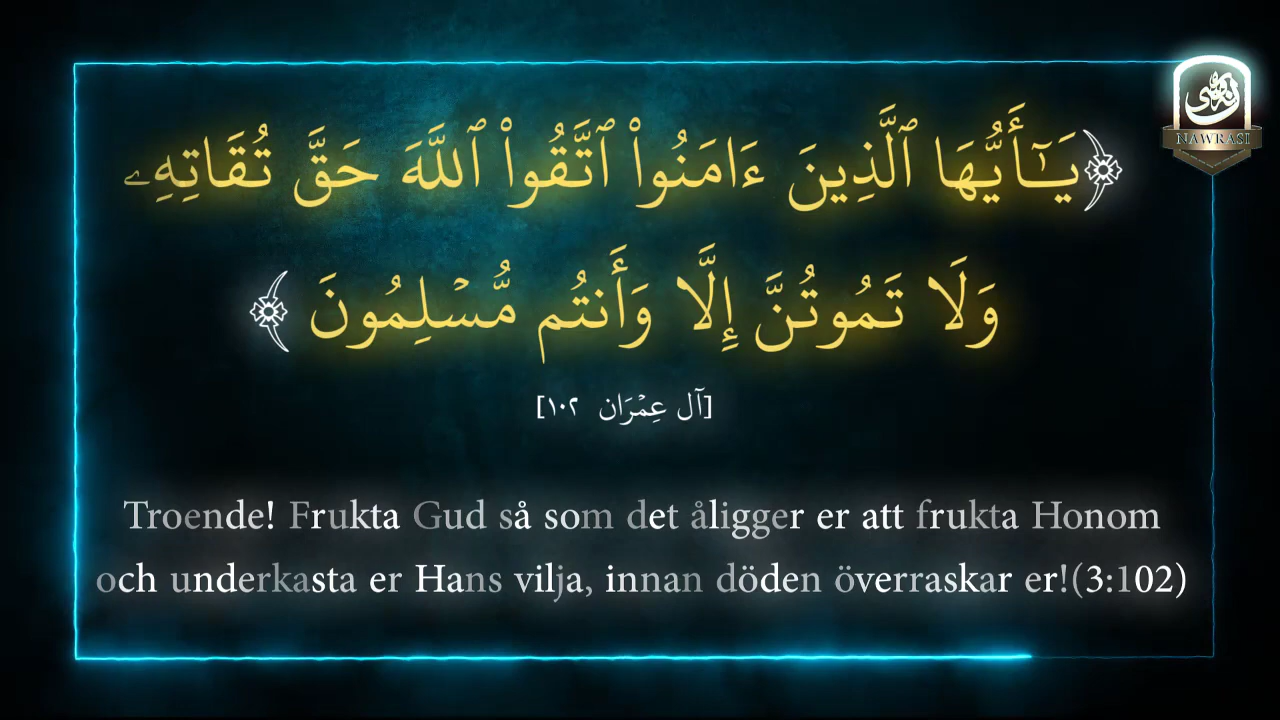 ﴿يَـٰٓأَيُّهَا ٱلَّذِينَ ءَامَنُواْ ٱتَّقُواْ ٱللَّهَ حَقَّ تُقَاتِهِۦ
وَلَا تَمُوتُنَّ إِلَّا وَأَنتُم مُّسۡلِمُونَ ﴾
[آل عِمۡرَان ١٠٢]
Troende! Frukta Gud så som det åligger er att frukta Honom
och underkasta er Hans vilja, innan döden överraskar er!(3:102)
NAWRASI